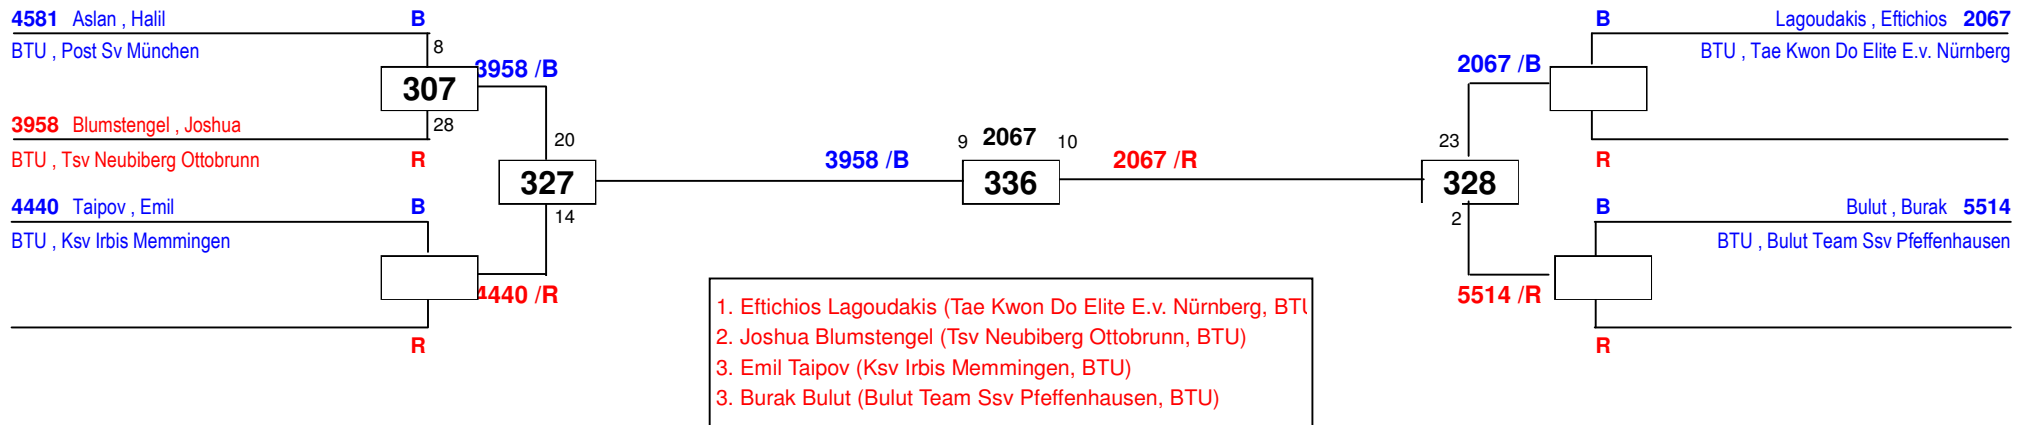 4581 Aslan , Halil B
BTU , Post Sv München
8
3958 /B
307
28
3958 Blumstengel , Joshua
BTU , Tsv Neubiberg Ottobrunn R
20
327
14
4440 Taipov , Emil B
BTU , Ksv Irbis Memmingen
4440 /R
R
3958 /B
9 2067 10
336
2067 /R
B Lagoudakis , Eftichios 2067
BTU , Tae Kwon Do Elite E.v. Nürnberg
2067 /B
R
23
328
2
B Bulut , Burak 5514
BTU , Bulut Team Ssv Pfeffenhausen
5514 /R
R
1. Eftichios Lagoudakis (Tae Kwon Do Elite E.v. Nürnberg, BTU
2. Joshua Blumstengel (Tsv Neubiberg Ottobrunn, BTU)
3. Emil Taipov (Ksv Irbis Memmingen, BTU)
3. Burak Bulut (Bulut Team Ssv Pfeffenhausen, BTU)